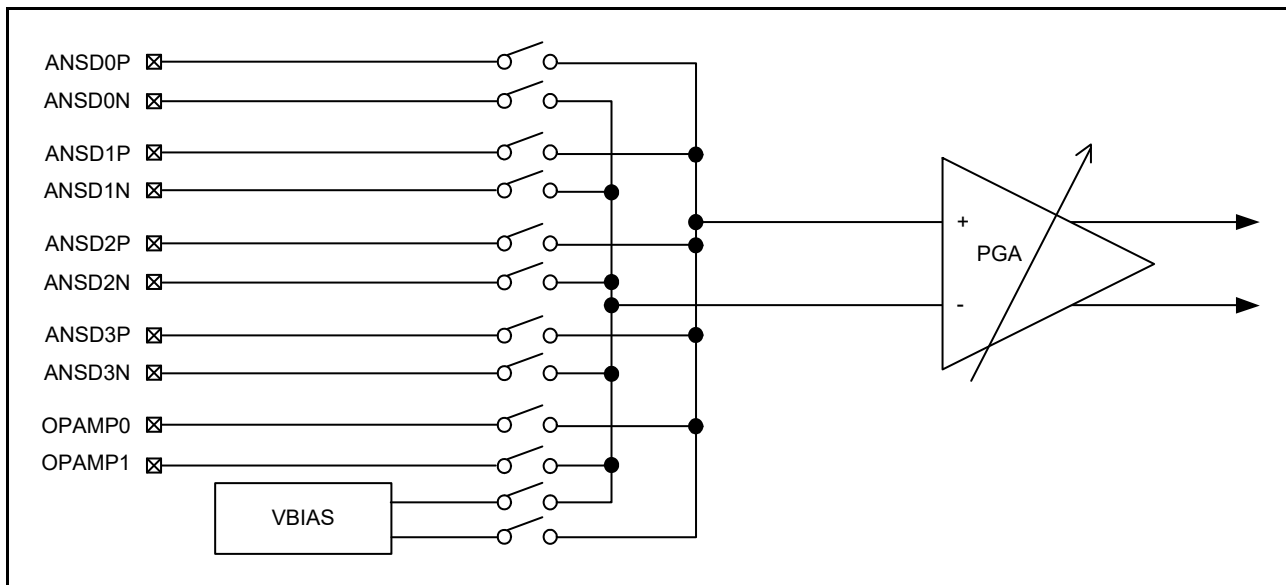 ANSD0P
ANSD0N
ANSD1P
ANSD1N
ANSD2P
ANSD2N
ANSD3P
ANSD3N
OPAMP0
OPAMP1
VBIAS
+
PGA
-